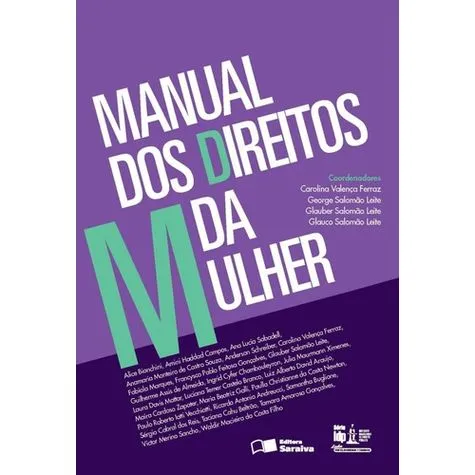 MANUAL
DOS DIREITOS
DA
MULHER
Coordenadores
Carolina Valença Ferraz
George Salomão Leite
Glauber Salomão Leite
Glauco Salomão Leite
Alice Bianchini, Amini Haddad Campos, Ana Lucia Sabadell,
Anamaria Monteiro de Castro Souza, Anderson Schreiber, Carolina Valença Ferraz,
Fabiola Marques, Françoyse Pablo Feitosa Gonçalves, Glauber Salomão Leite,
Guilherme Assis de Almeida, Ingrid Cyfer Chambouleyron, Julia Maurmann Ximenes,
Laura Davis Mattar, Luciana Temer Castelo Branco, Luiz Alberto David Araujo,
Maira Cardoso Zapater, Maria Beatriz Galli, Paulla Christianne da Costa Newton,
Paulo Roberto Iotti Vecchiatti, Ricardo Antonio Andreucci, Samantha Buglione,
Sérgio Cabral dos Reis, Taciana Cahu Beltrão, Tamara Amoroso Gonçalves,
Victor Merino Sancho, Waldir Macieira da Costa Filho
Editora
Saraiva
Série
idp